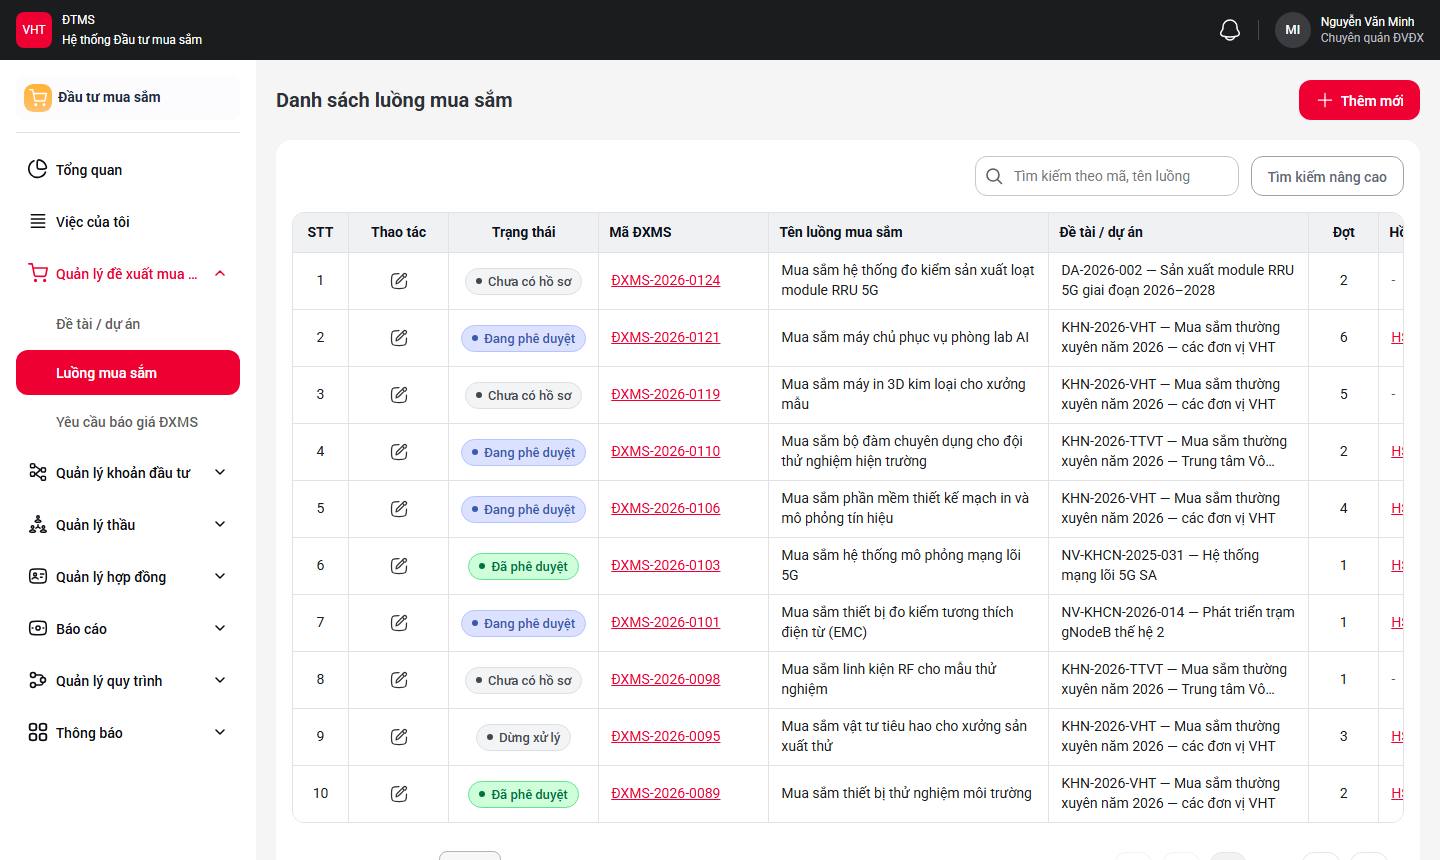 VHT
ĐTMS
Hệ thống Đầu tư mua sắm
MI
Nguyễn Văn Minh
Chuyên quản ĐVĐX
Đầu tư mua sắm
Tổng quan
Việc của tôi
Quản lý đề xuất mua ...
Đề tài / dự án
Luồng mua sắm
Yêu cầu báo giá ĐXMS
Quản lý khoản đầu tư
Quản lý thầu
Quản lý hợp đồng
Báo cáo
Quản lý quy trình
Thông báo
Danh sách luồng mua sắm
Thêm mới
Tìm kiếm theo mã, tên luồng
Tìm kiếm nâng cao
STT Thao tác Trạng thái Mã ĐXMS Tên luồng mua sắm Đề tài / dự án Đợt
1 Chưa có hồ sơ ĐXMS-2026-0124 Mua sắm hệ thống đo kiểm sản xuất loạt DA-2026-002 — Sản xuất module RRU 2 -
module RRU 5G 5G giai đoạn 2026–2028
2 Đang phê duyệt ĐXMS-2026-0121 Mua sắm máy chủ phục vụ phòng lab AI KHN-2026-VHT — Mua sắm thường 6
xuyên năm 2026 — các đơn vị VHT
3 Chưa có hồ sơ ĐXMS-2026-0119 Mua sắm máy in 3D kim loại cho xưởng KHN-2026-VHT — Mua sắm thường 5 -
mẫu xuyên năm 2026 — các đơn vị VHT
4 Đang phê duyệt ĐXMS-2026-0110 Mua sắm bộ đàm chuyên dụng cho đội KHN-2026-TTVT — Mua sắm thường 2
thử nghiệm hiện trường xuyên năm 2026 — Trung tâm Vô...
5 Đang phê duyệt ĐXMS-2026-0106 Mua sắm phần mềm thiết kế mạch in và KHN-2026-VHT — Mua sắm thường 4
mô phỏng tín hiệu xuyên năm 2026 — các đơn vị VHT
6 Đã phê duyệt ĐXMS-2026-0103 Mua sắm hệ thống mô phỏng mạng lõi NV-KHCN-2025-031 — Hệ thống 1
5G mạng lõi 5G SA
7 Đang phê duyệt ĐXMS-2026-0101 Mua sắm thiết bị đo kiểm tương thích NV-KHCN-2026-014 — Phát triển trạm 1
điện từ (EMC) gNodeB thế hệ 2
8 Chưa có hồ sơ ĐXMS-2026-0098 Mua sắm linh kiện RF cho mẫu thử KHN-2026-TTVT — Mua sắm thường 1 -
nghiệm xuyên năm 2026 — Trung tâm Vô...
9 Dừng xử lý ĐXMS-2026-0095 Mua sắm vật tư tiêu hao cho xưởng sản KHN-2026-VHT — Mua sắm thường 3
xuất thử xuyên năm 2026 — các đơn vị VHT
10 Đã phê duyệt ĐXMS-2026-0089 Mua sắm thiết bị thử nghiệm môi trường KHN-2026-VHT — Mua sắm thường 2
xuyên năm 2026 — các đơn vị VHT